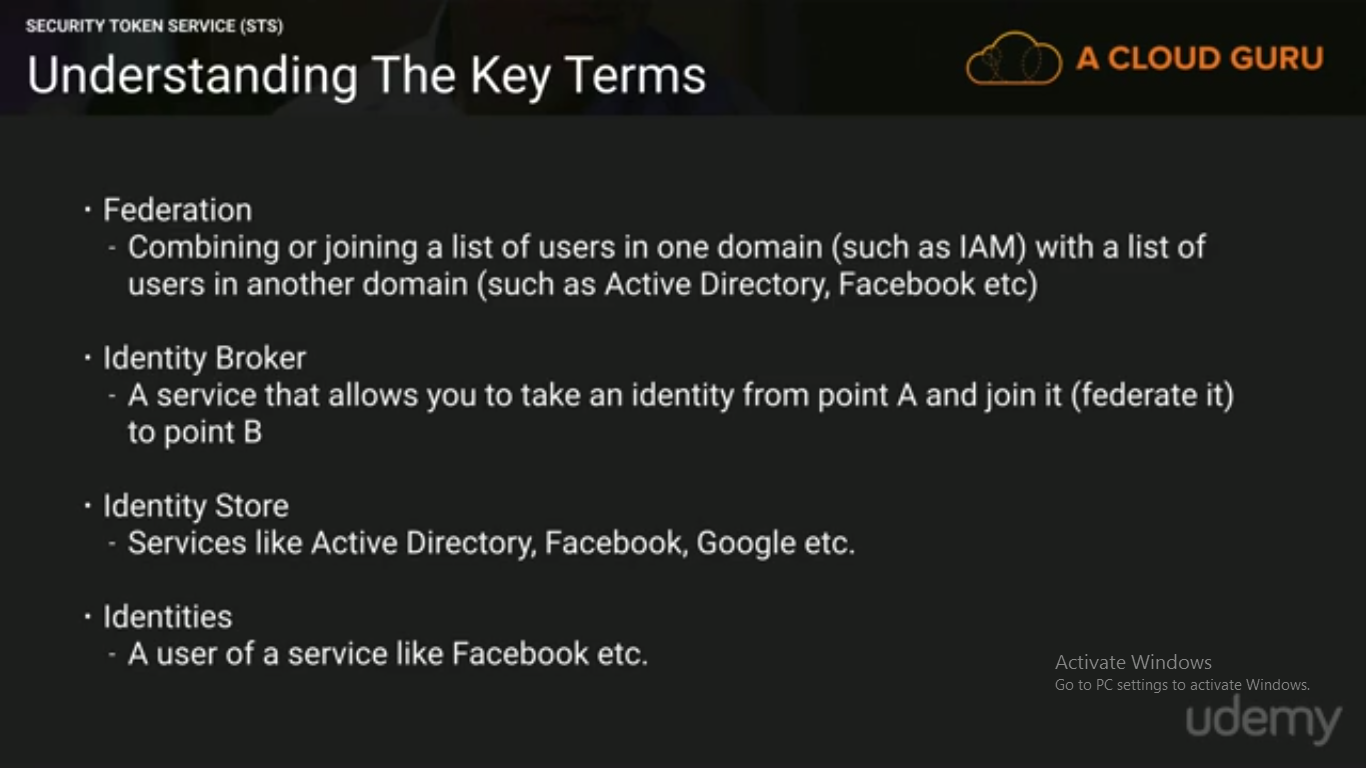 SECURITY TOKEN SERVICE (STS)
Understanding The Key Terms
A CLOUD GURU
· Federation
- Combining or joining a list of users in one domain (such as IAM) with a list of
users in another domain (such as Active Directory, Facebook etc)
· Identity Broker
- A service that allows you to take an identity from point A and join it (federate it)
to point B
· Identity Store
- Services like Active Directory, Facebook, Google etc.
· Identities
- A user of a service like Facebook etc.
Activate Windows
Go to PC settings to activate Windows.
udemy